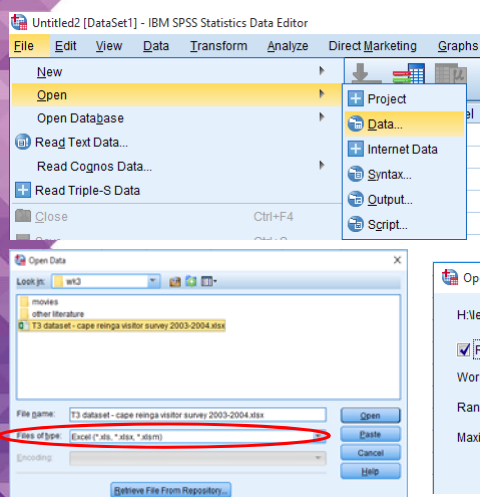 Untitled2 [DataSet1] - IBM SPSS Statistics Data Editor
File Edit View Data Transform Analyze Direct Marketing Graphs
New
Open
Open Database
Read Text Data...
Read Cognos Data...
Read Triple-S Data
Close Ctrl+F4
Project
Data...
Internet Data
Syntax...
Output...
Script...
Open Data
Look in: wk3
movies
other literature
T3 dataset - cape reinga visitor survey 2003-2004.xlsx
File name: T3 dataset - cape reinga visitor survey 2003-2004.xlsx Open
Files of type: Excel (*.xls, *.xlsx, *.xlsm) Paste
Encoding: Cancel
Help
Retrieve File From Repository...
Op
H:\le
Wor
Ran
Maxi